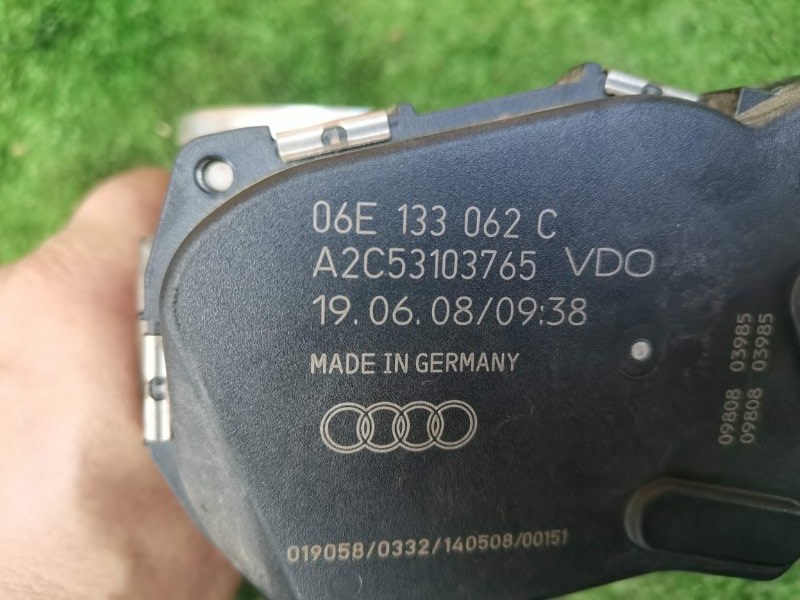 06E 133 062 C
A2C53103765 VDO
19.06.08/09:38
MADE IN GERMANY
09808 03985
09808 03985
019058/0332/140508/00151